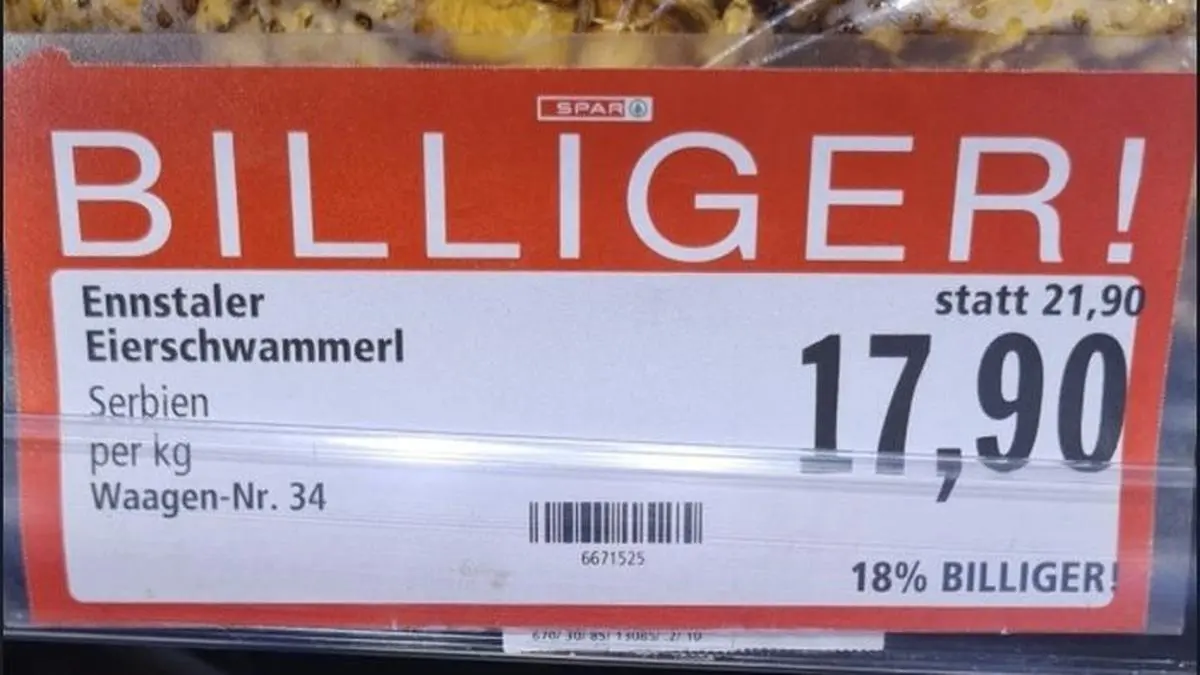 SPAR
BILLIGER!
Ennstaler
Eierschwammerl
Serbien
per kg
Waagen-Nr. 34
statt 21,90
17,90
6671525
18% BILLIGER!